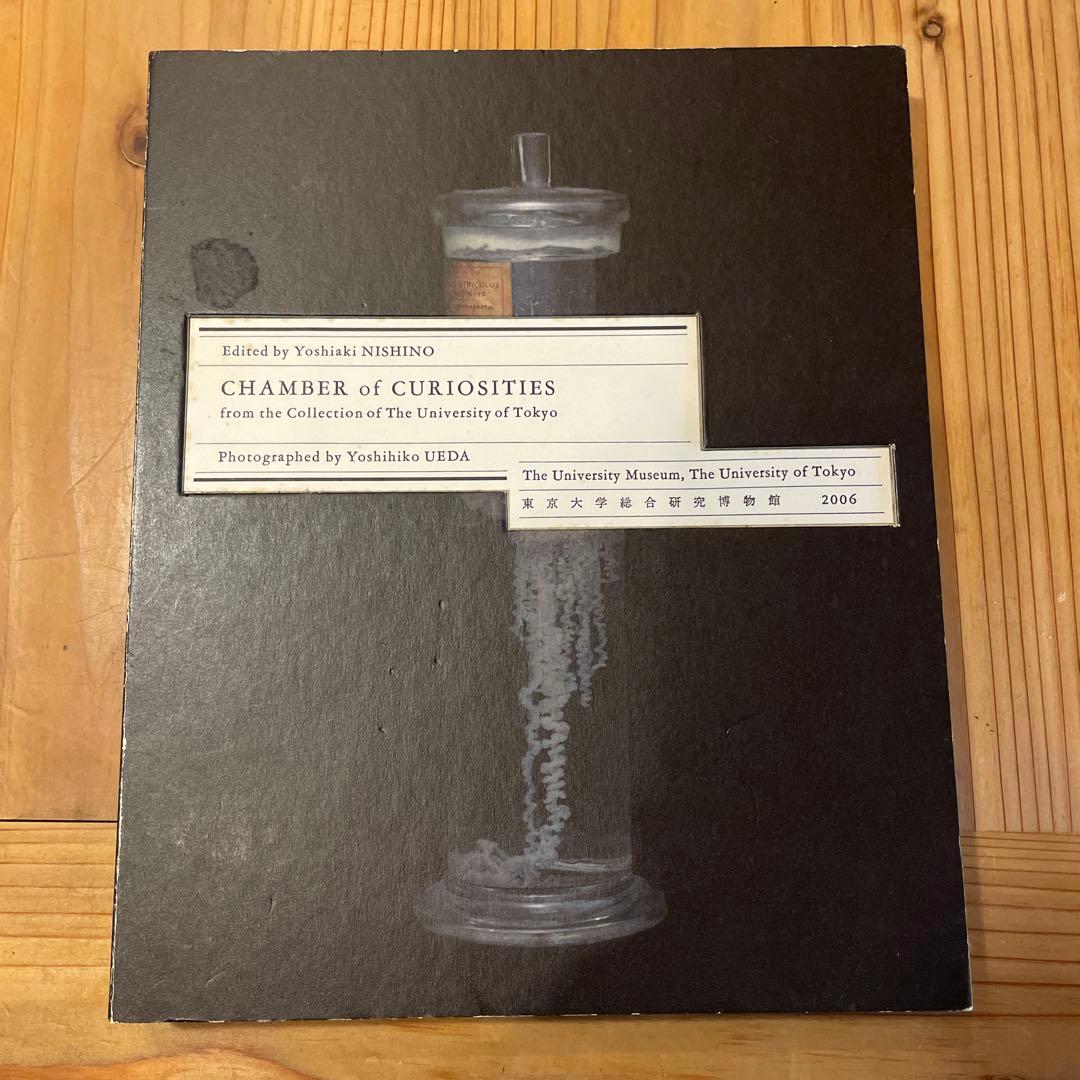 UTRICULUS
Edited by Yoshiaki NISHINO
CHAMBER of CURIOSITIES
from the Collection of The University of Tokyo
Photographed by Yoshihiko UEDA
The University Museum, The University of Tokyo
東京大学総合研究博物館 2006